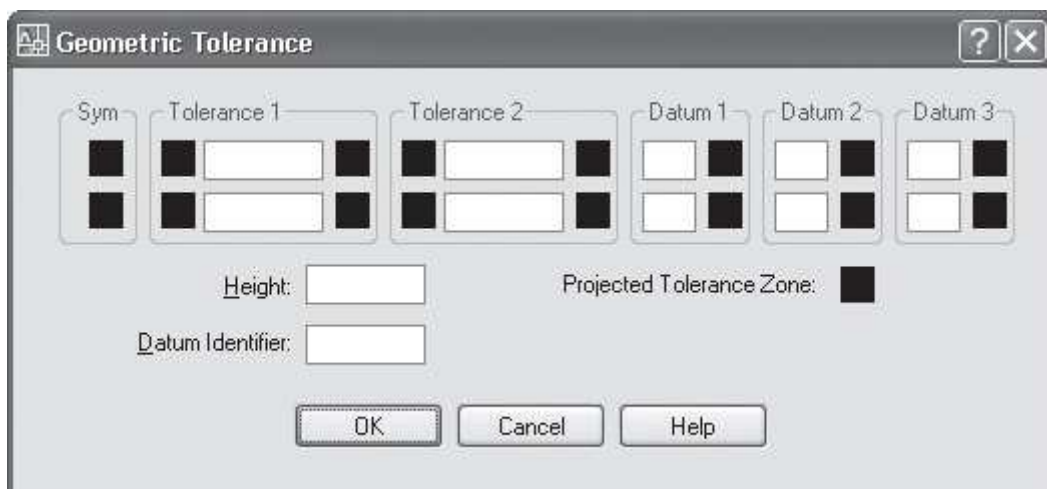 Geometric Tolerance
Sym Tolerance 1 Tolerance 2 Datum 1 Datum 2 Datum 3
Height: Projected Tolerance Zone:
Datum Identifier:
OK Cancel Help